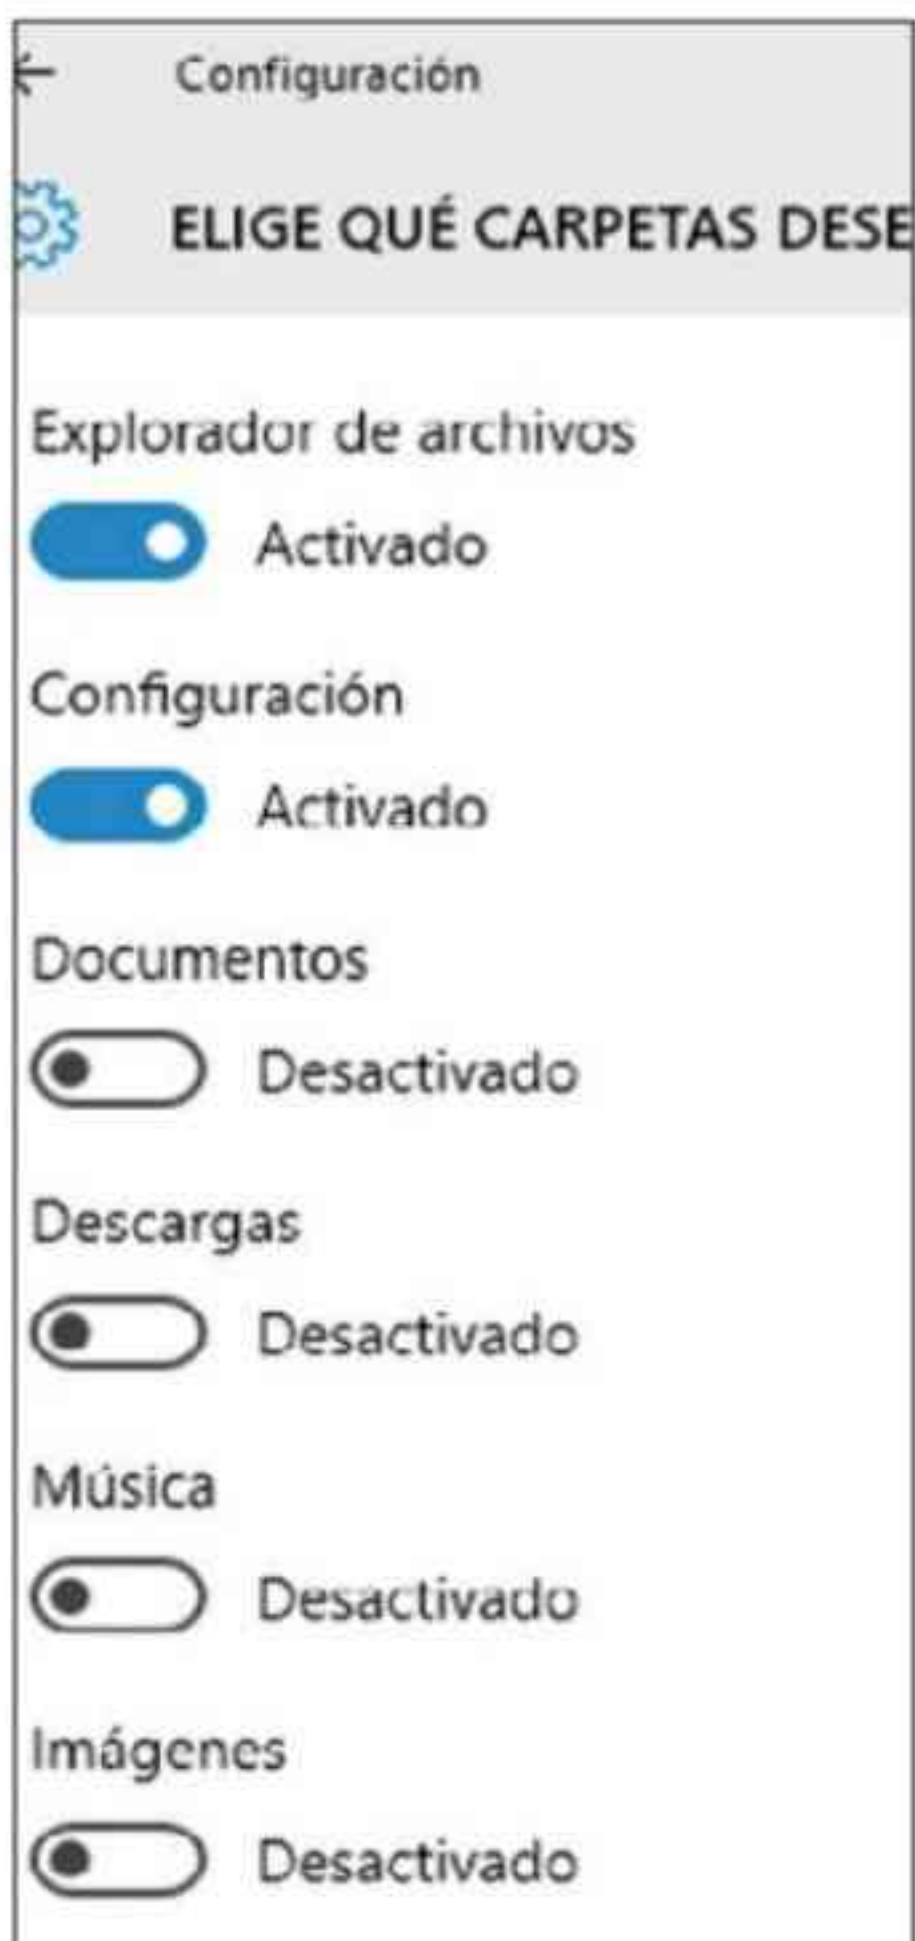 Configuración
ELIGE QUÉ CARPETAS DESE
Explorador de archivos
Activado
Configuración
Activado
Documentos
Desactivado
Descargas
Desactivado
Música
Desactivado
Imágenes
Desactivado